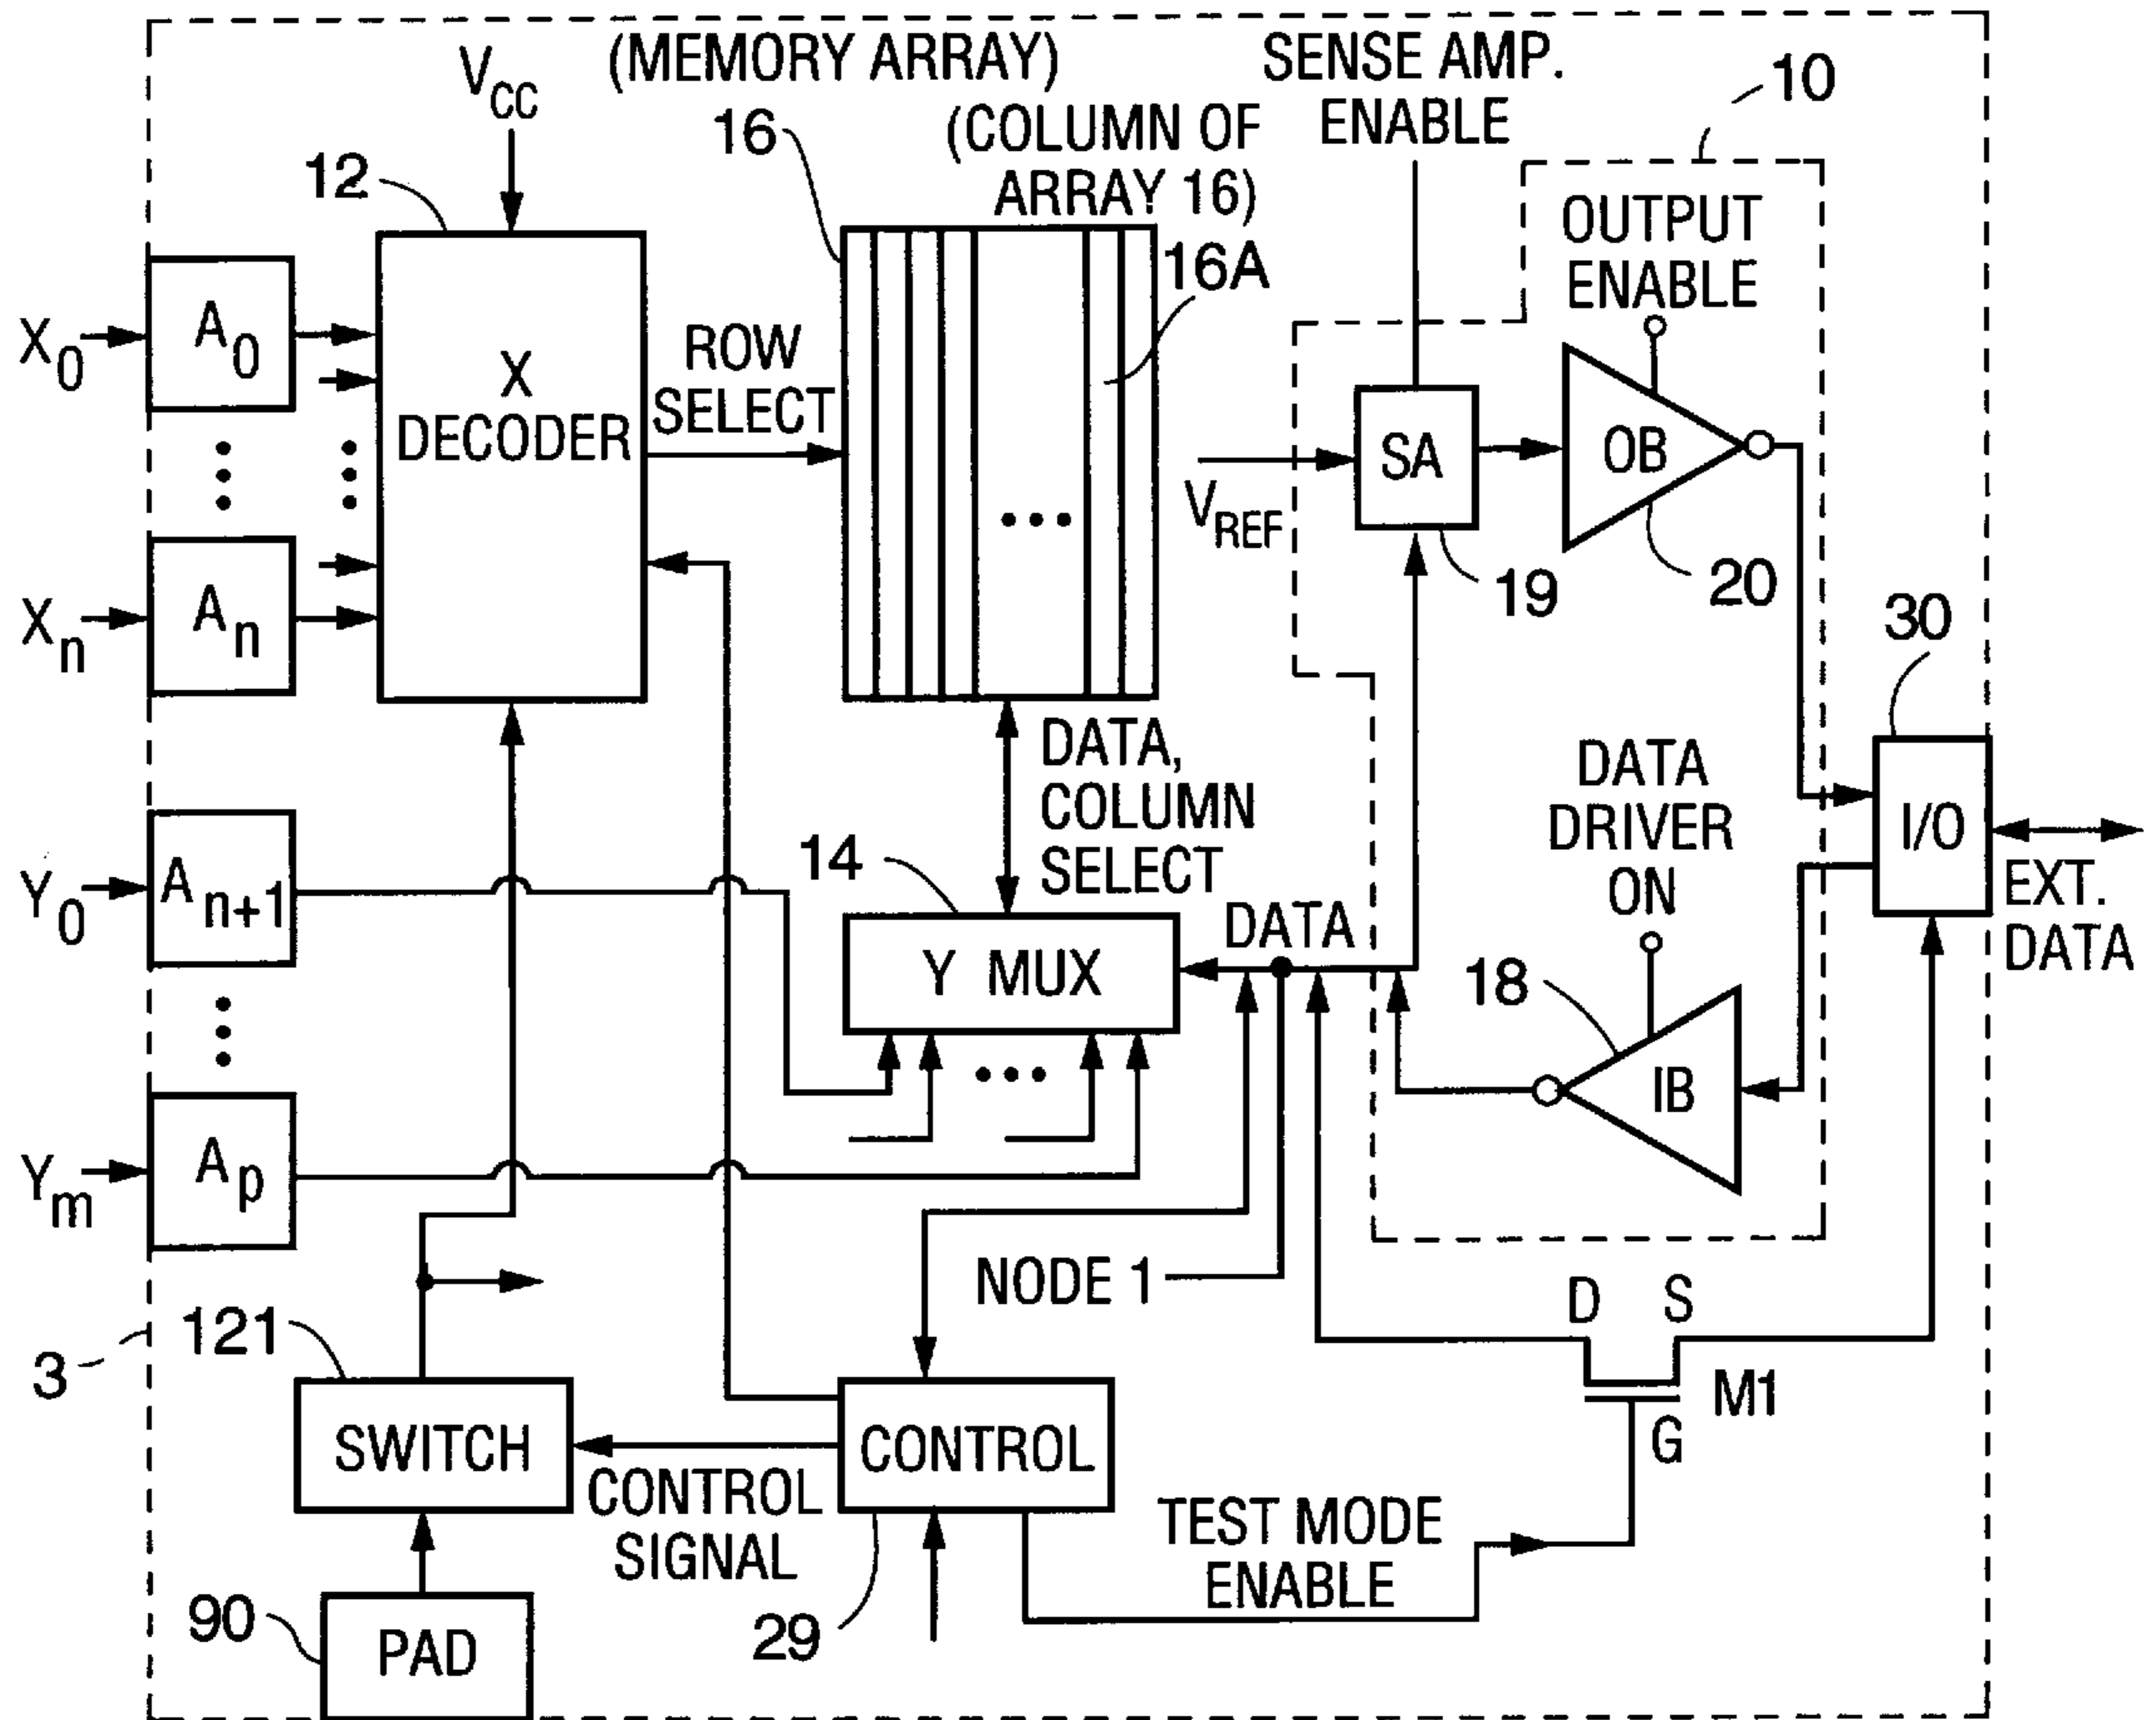 (MEMORY ARRAY)
SENSE AMP.
ENABLE
10
VCC
16
(COLUMN OF
ARRAY 16)
16A
12
OUTPUT
ENABLE
X0
A0
X
DECODER
ROW
SELECT
SA
OB
VREF
19
20
30
Xn
An
DATA,
COLUMN
SELECT
DATA
DRIVER
ON
I/O
EXT.
DATA
14
Y0
An+1
Y MUX
DATA
18
IB
Ym
Ap
NODE 1
D
S
M1
G
3
121
SWITCH
CONTROL
CONTROL
SIGNAL
TEST MODE
ENABLE
90
PAD
29